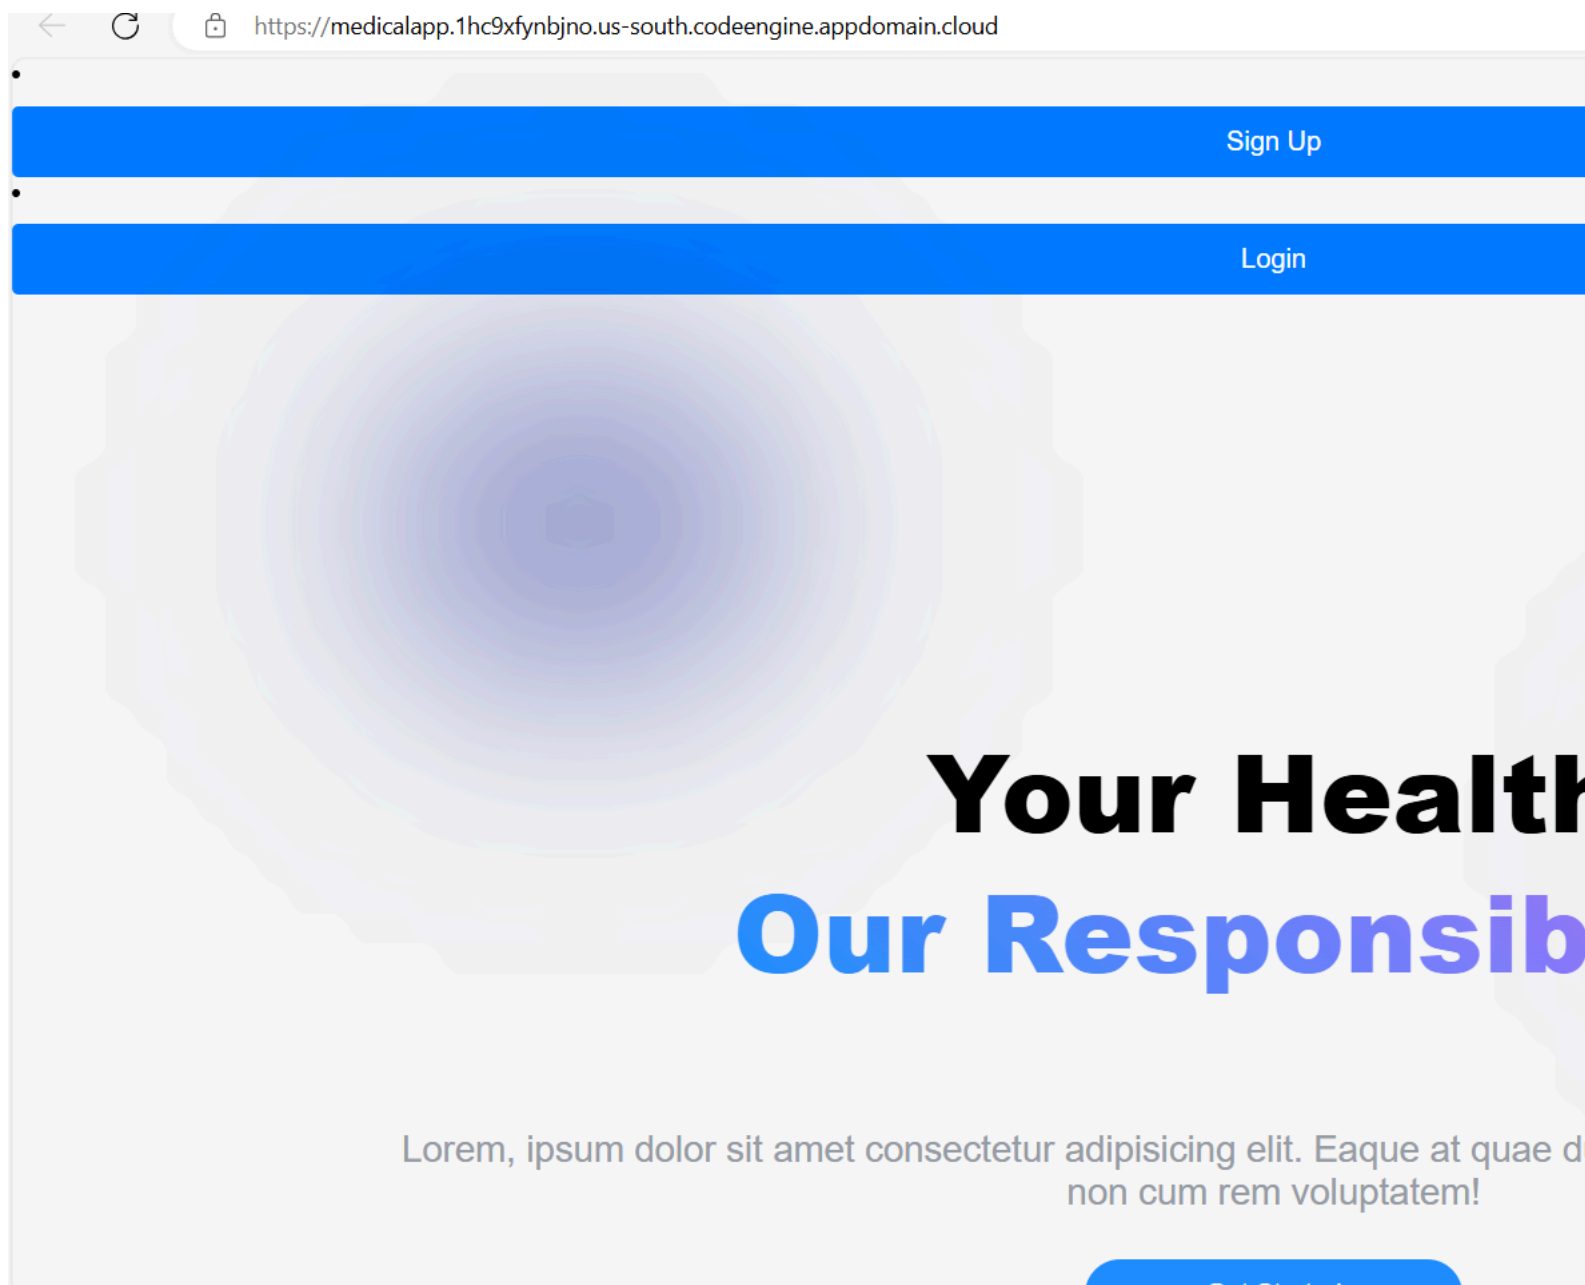 https://medicalapp.1hc9xfynbjno.us-south.codeengine.appdomain.cloud
Sign Up
Login
Your Health
Our Responsib
Lorem, ipsum dolor sit amet consectetur adipisicing elit. Eaque at quae
non cum rem voluptatem!